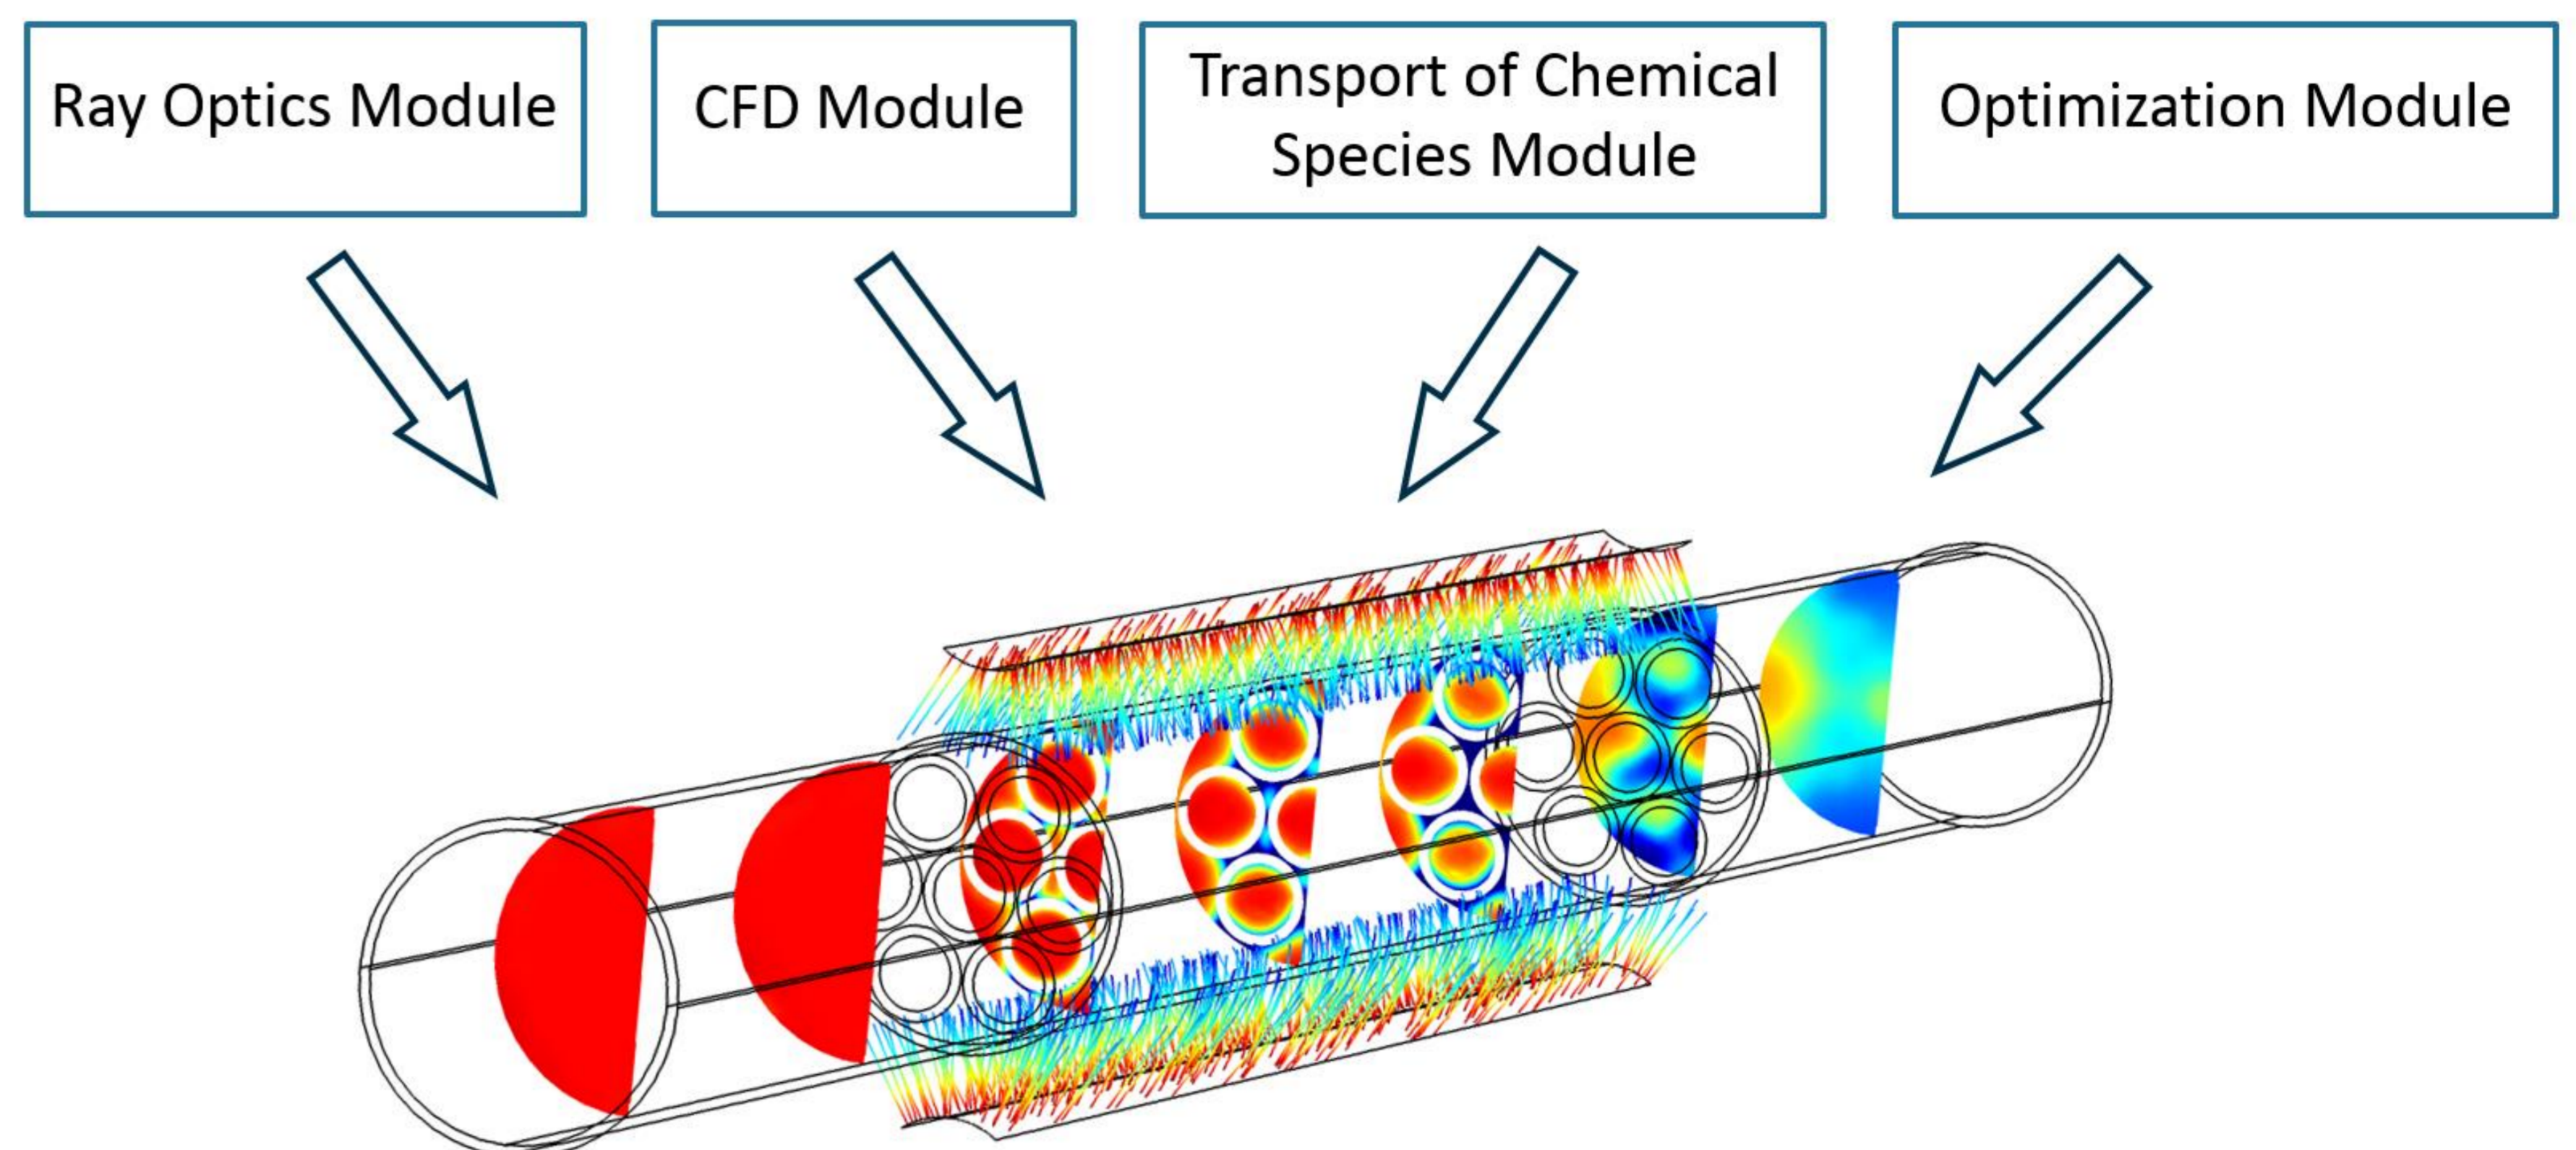 Ray Optics Module
CFD Module
Transport of Chemical
Species Module
Optimization Module